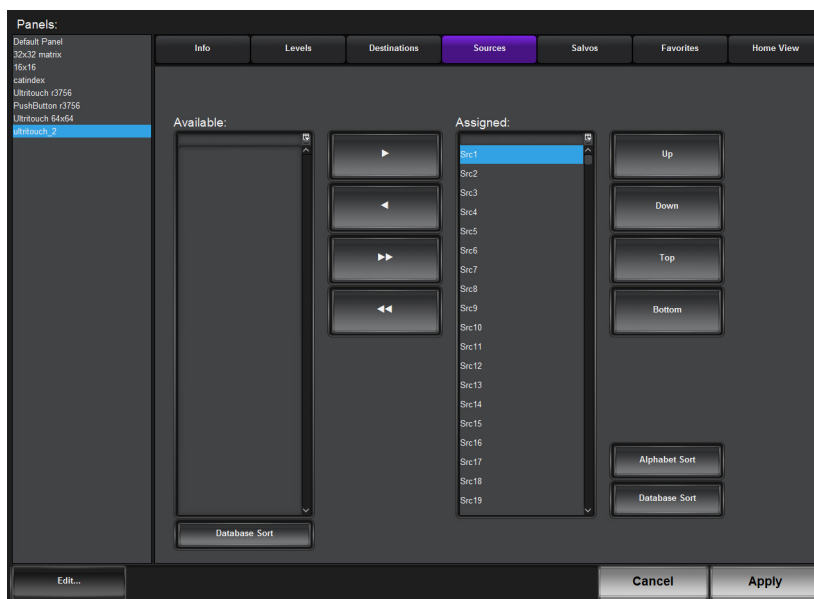 Panels:
Default Panel
32x32 matrix
16x16
catindex
Ultritouch r3756
PushButton r3756
Ultritouch 64x64
ultritouch_2
Info
Levels
Destinations
Sources
Salvos
Favorites
Home View
Available:
Database Sort
Assigned:
Src1
Src2
Src3
Src4
Src5
Src6
Src7
Src8
Src9
Src10
Src11
Src12
Src13
Src14
Src15
Src16
Src17
Src18
Src19
Up
Down
Top
Bottom
Alphabet Sort
Database Sort
Edit...
Cancel
Apply